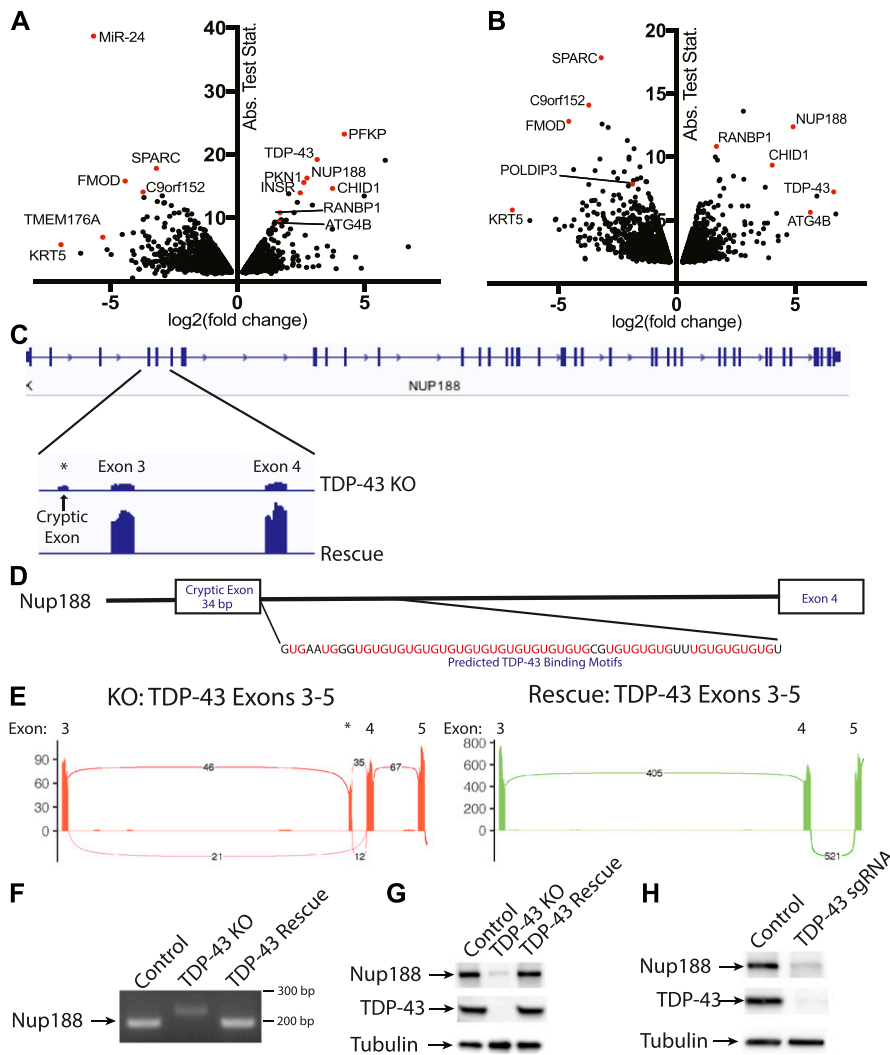 A
40
30
20
10
Abs. Test Stat.
MiR-24
PFKP
TDP-43
SPARC
PKN1
NUP188
FMOD
INSR
CHID1
C9orf152
RANBP1
TMEM176A
ATG4B
KRT5
-5
0
5
log2(fold change)
B
20
15
10
5
Abs. Test Stat.
SPARC
C9orf152
NUP188
FMOD
RANBP1
CHID1
POLDIP3
TDP-43
KRT5
ATG4B
-5
0
5
log2(fold change)
C
NUP188
*
Exon 3
Exon 4
TDP-43 KO
Cryptic
Exon
Rescue
D
Nup188
Cryptic Exon
34 bp
Exon 4
GUGAAUGGGUGUGUGUGUGUGUGUGUGUGUGUGUGCGUGUGUGUGUUUGUGUGUGUGU
Predicted TDP-43 Binding Motifs
E
KO: TDP-43 Exons 3-5
Exon: 3 * 4 5
90
60
30
0
46
35
67
21
12
Rescue: TDP-43 Exons 3-5
Exon: 3 4 5
800
600
400
200
0
405
521
F
Control
TDP-43 KO
TDP-43 Rescue
300 bp
Nup188
200 bp
G
Control
TDP-43 KO
TDP-43 Rescue
Nup188
TDP-43
Tubulin
H
Control
TDP-43 sgRNA
Nup188
TDP-43
Tubulin